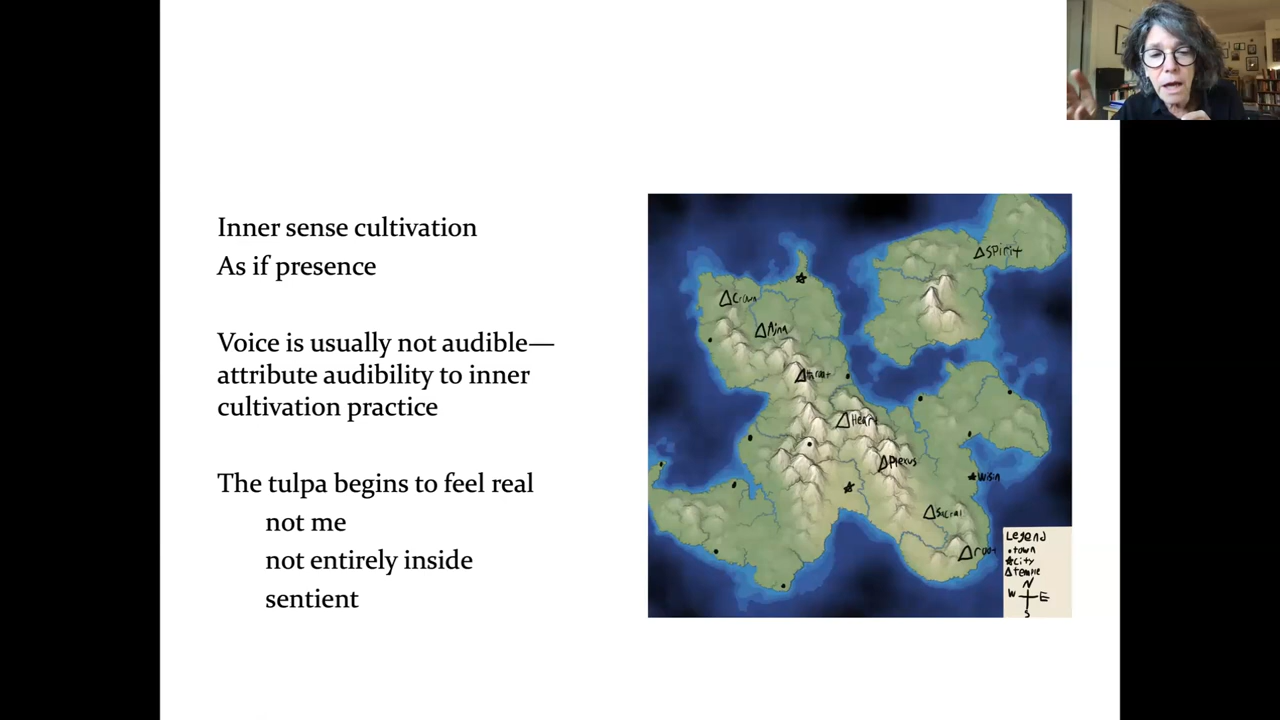 Inner sense cultivation
As if presence
Voice is usually not audible—
attribute audibility to inner
cultivation practice
The tulpa begins to feel real
not me
not entirely inside
sentient
Spirit
Crown
Ajna
Heart
Plexus
Wisin
Sacral
root
Legend
town
City
temple
N
W E
S